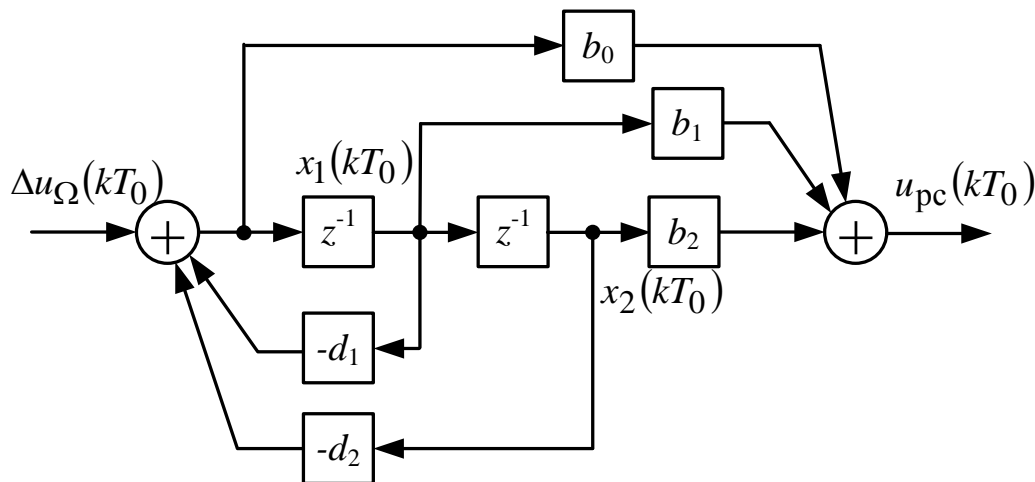 b₀
b₁
x₁(kT₀)
Δu_Ω(kT₀)
u_pc(kT₀)
+
z⁻¹
z⁻¹
b₂
+
x₂(kT₀)
-d₁
-d₂